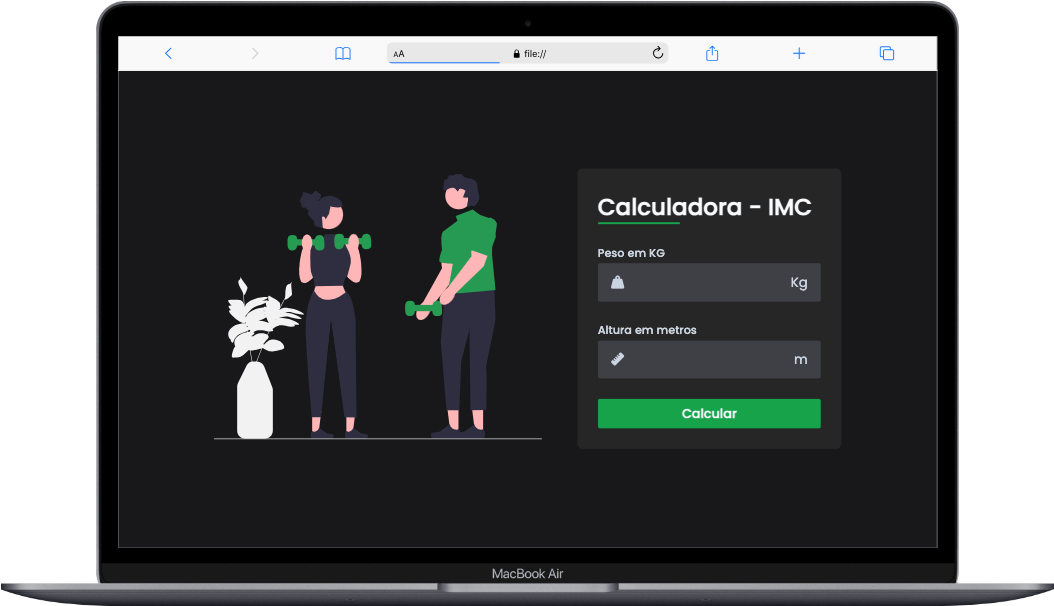 AA file://
Calculadora - IMC
Peso em KG
Kg
Altura em metros
m
Calcular
MacBook Air